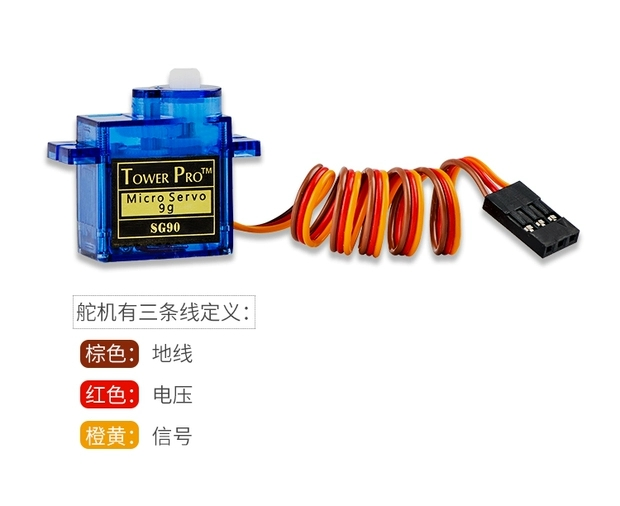 TOWER PRO™
Micro Servo
9g
SG90
舵机有三条线定义：
棕色： 地线
红色： 电压
橙黄： 信号